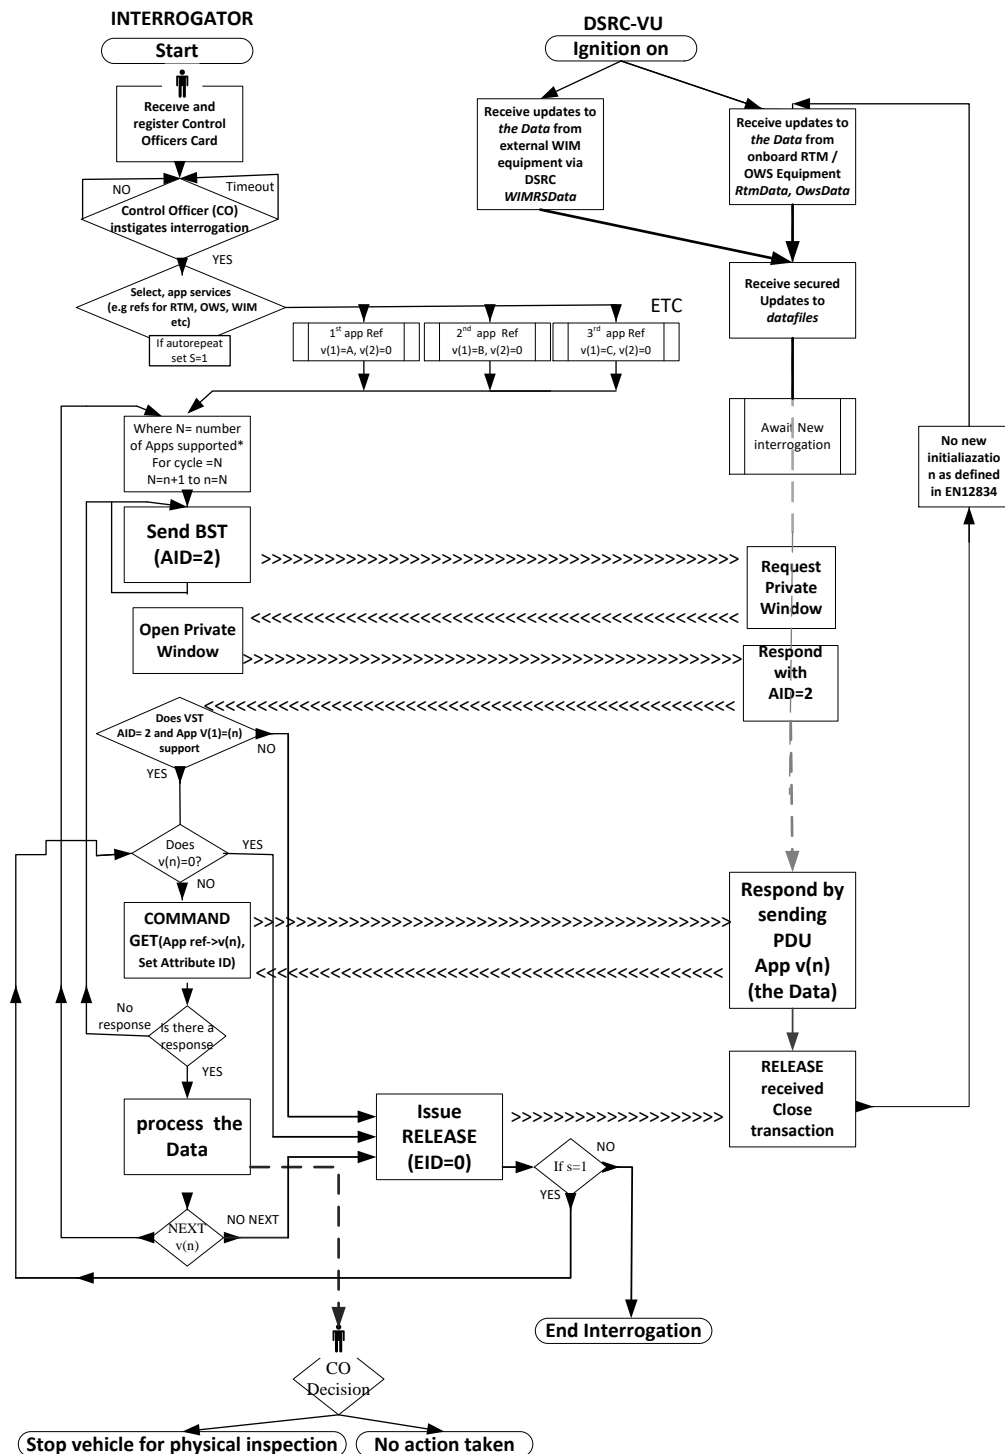 INTERROGATOR
Start
Receive and
register Control
Officers Card
NO
Timeout
Control Officer (CO)
instigates interrogation
YES
Select, app services
(e.g refs for RTM, OWS, WIM
etc)
If autorepeat
set S=1
ETC
1st app Ref
v(1)=A, v(2)=0
2nd app Ref
v(1)=B, v(2)=0
3rd app Ref
v(1)=C, v(2)=0
Where N= number
of Apps supported*
For cycle =N
N=n+1 to n=N
Send BST
(AID=2)
>>>>>>>>>>>>>>>>>>>>>>>>>>>>>>>>>>>>>>>>>>>
<<<<<<<<<<<<<<<<<<<<<<<<<<<<<<<<<<<<<<<<<<<
Open Private
Window
>>>>>>>>>>>>>>>>>>>>>>>>>>>>>>>>>>>>>>>>>>>
<<<<<<<<<<<<<<<<<<<<<<<<<<<<<<<<<<<<<<<<<<<
Does VST
AID= 2 and App V(1)=(n)
support
NO
YES
Does
v(n)=0?
YES
NO
COMMAND
GET(App ref->v(n),
Set Attribute ID)
>>>>>>>>>>>>>>>>>>>>>>>>>>>>>>>>>>>>>>>>>>>
<<<<<<<<<<<<<<<<<<<<<<<<<<<<<<<<<<<<<<<<<<<
No
response
Is there a
response
YES
process the
Data
NEXT
v(n)
NO NEXT
Issue
RELEASE
(EID=0)
>>>>>>>>>>>>>>>>>>>
If s=1
NO
YES
End Interrogation
CO
Decision
Stop vehicle for physical inspection
No action taken
DSRC-VU
Ignition on
Receive updates to
the Data from
external WIM
equipment via
DSRC
WIMRSData
Receive updates to
the Data from
onboard RTM /
OWS Equipment
RtmData, OwsData
Receive secured
Updates to
datafiles
Await New
interrogation
No new
initialiazatio
n as defined
in EN12834
Request
Private
Window
Respond
with
AID=2
Respond by
sending
PDU
App v(n)
(the Data)
RELEASE
received
Close
transaction